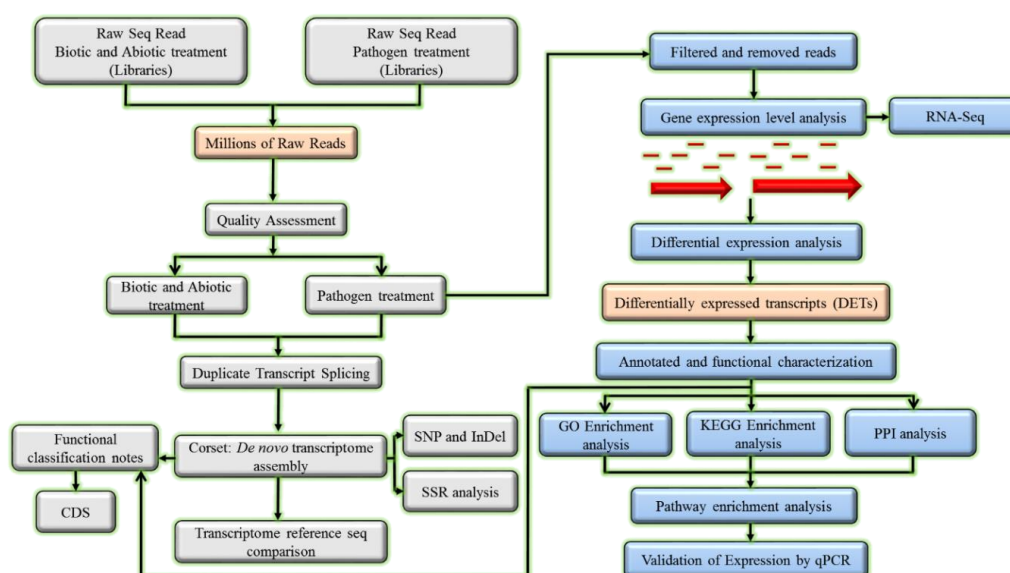 Raw Seq Read
Biotic and Abiotic treatment
(Libraries)
Raw Seq Read
Pathogen treatment
(Libraries)
Millions of Raw Reads
Quality Assessment
Biotic and Abiotic
treatment
Pathogen treatment
Duplicate Transcript Splicing
Functional
classification notes
CDS
Corset: De novo transcriptome
assembly
SNP and InDel
SSR analysis
Transcriptome reference seq
comparison
Filtered and removed reads
Gene expression level analysis
RNA-Seq
Differential expression analysis
Differentially expressed transcripts (DETs)
Annotated and functional characterization
GO Enrichment
analysis
KEGG Enrichment
analysis
PPI analysis
Pathway enrichment analysis
Validation of Expression by qPCR